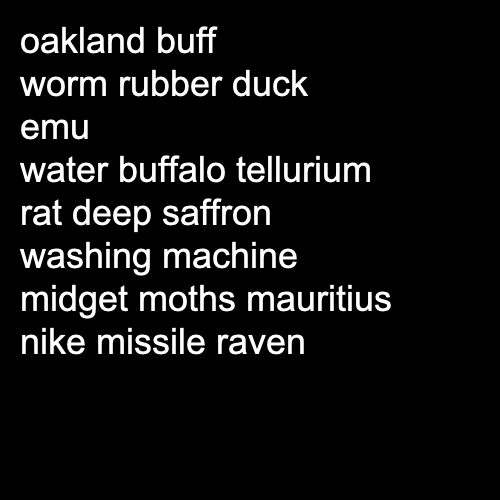 oakland buff
worm rubber duck
emu
water buffalo tellurium
rat deep saffron
washing machine
midget moths mauritius
nike missile raven